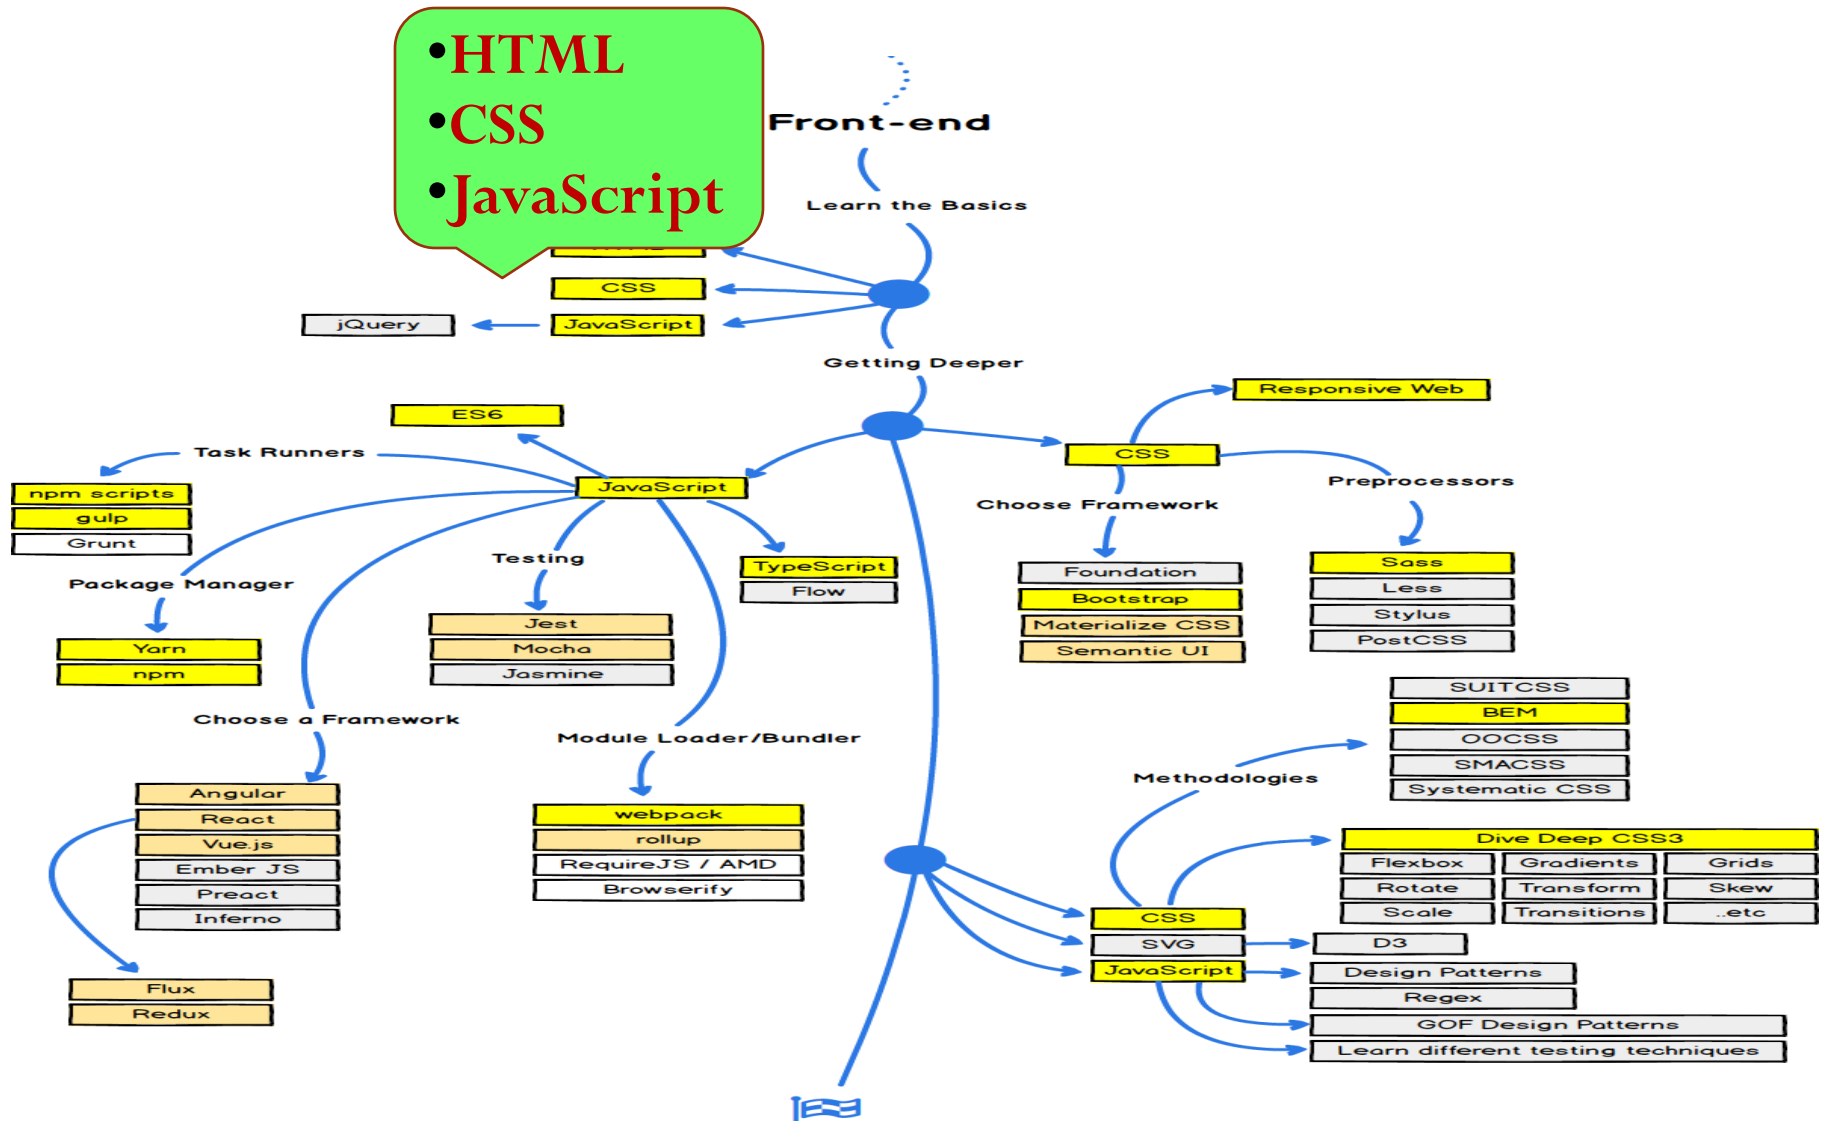 •HTML
•CSS
•JavaScript
Front-end
Learn the Basics
CSS
jQuery
JavaScript
Getting Deeper
Responsive Web
ES6
CSS
Task Runners
JavaScript
Preprocessors
npm scripts
gulp
Grunt
Choose Framework
Testing
TypeScript
Flow
Package Manager
Yarn
npm
Foundation
Bootstrap
Materialize CSS
Semantic UI
Sass
Less
Stylus
PostCSS
Jest
Mocha
Jasmine
Choose a Framework
Module Loader/Bundler
SUITCSS
BEM
OOCSS
SMACSS
Systematic CSS
Methodologies
Angular
React
Vue.js
Ember JS
Preact
Inferno
webpack
rollup
RequireJS / AMD
Browserify
Dive Deep CSS3
Flexbox Gradients Grids
Rotate Transform Skew
Scale Transitions ..etc
CSS
SVG
D3
JavaScript
Design Patterns
Regex
GOF Design Patterns
Learn different testing techniques
Flux
Redux